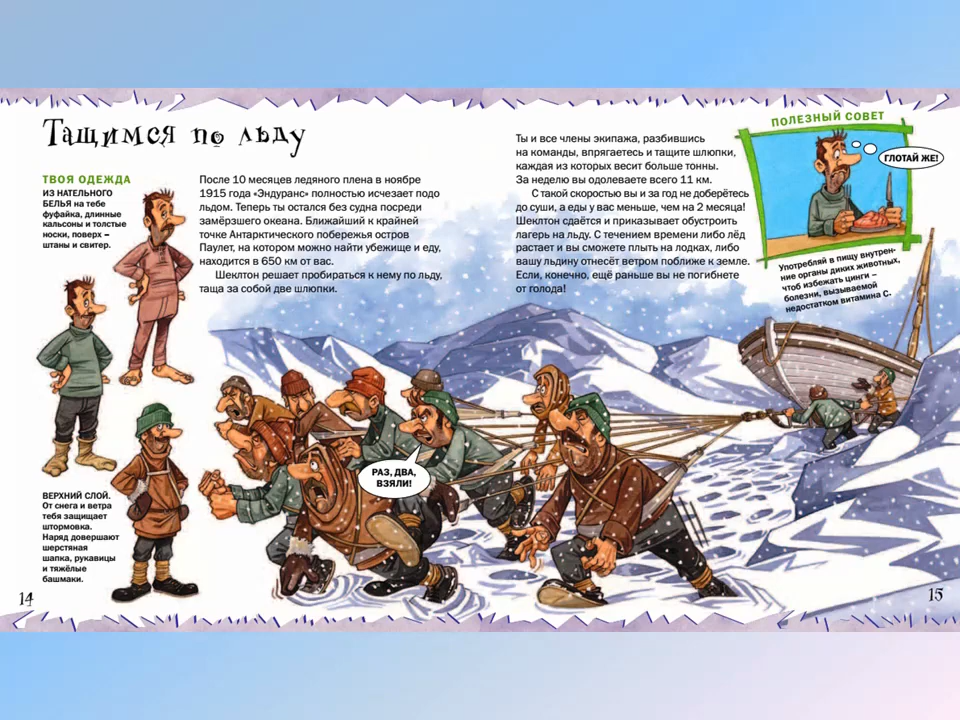 Тащимся по льду
ТВОЯ ОДЕЖДА
ИЗ НАТЕЛЬНОГО
БЕЛЬЯ на тебе
фуфайка, длинные
кальсоны и толстые
носки, поверх –
штаны и свитер.
После 10 месяцев ледяного плена в ноябре
1915 года «Эндуранс» полностью исчезает подо
льдом. Теперь ты остался без судна посреди
замёрзшего океана. Ближайший к крайней
точке Антарктического побережья остров
Паулет, на котором можно найти убежище и еду,
находится в 650 км от вас.
Шеклтон решает пробираться к нему по льду,
таща за собой две шлюпки.
ВЕРХНИЙ СЛОЙ.
От снега и ветра
тебя защищает
штормовка.
Наряд довершают
шерстяная
шапка, рукавицы
и тяжёлые
башмаки.
РАЗ, ДВА,
ВЗЯЛИ!
14
Ты и все члены экипажа, разбившись
на команды, впрягаетесь и тащите шлюпки,
каждая из которых весит больше тонны.
За неделю вы одолеваете всего 11 км.
С такой скоростью вы и за год не доберётесь
до суши, а еды у вас меньше, чем на 2 месяца!
Шеклтон сдаётся и приказывает обустроить
лагерь на льду. С течением времени либо лёд
растает и вы сможете плыть на лодках, либо
вашу льдину отнесёт ветром поближе к земле.
Если, конечно, ещё раньше вы не погибнете
от голода!
ПОЛЕЗНЫЙ СОВЕТ
ГЛОТАЙ ЖЕ!
Употребляй в пищу внутрен-
ние органы диких животных,
чтоб избежать цинги –
болезни, вызываемой
недостатком витамина С.
15